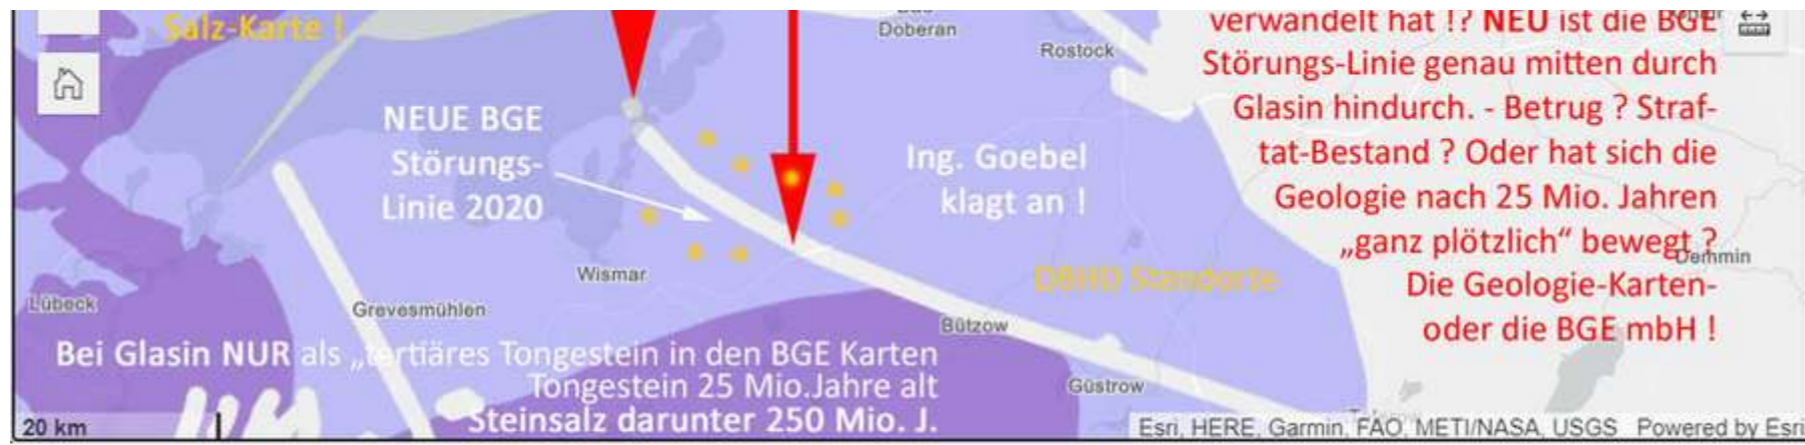 Salz-Karte !
Doberan
Rostock
verwandelt hat !? NEU ist die BGE
Störungs-Linie genau mitten durch
Glasin hindurch. - Betrug ? Straf-
tat-Bestand ? Oder hat sich die
Geologie nach 25 Mio. Jahren
„ganz plötzlich“ bewegt ?
Die Geologie-Karten-
oder die BGE mbH !
NEUE BGE
Störungs-
Linie 2020
Ing. Goebel
klagt an !
Wismar
DBHD Standorte
Demmin
Lübeck
Grevesmühlen
Bützow
Bei Glasin NUR als „tertiäres Tongestein in den BGE Karten
Tongestein 25 Mio.Jahre alt
Steinsalz darunter 250 Mio. J.
Güstrow
20 km
Esri, HERE, Garmin, FAO, METI/NASA, USGS Powered by Esri